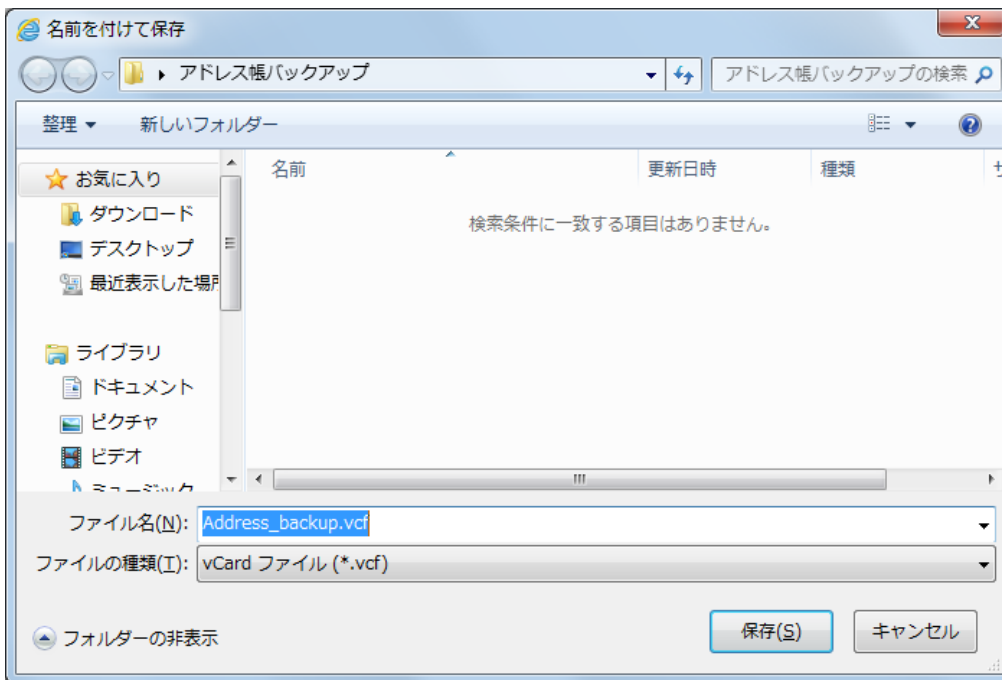 名前を付けて保存
アドレス帳バックアップ
アドレス帳バックアップの検索
整理 新しいフォルダー
お気に入り
ダウンロード
デスクトップ
最近表示した場所
ライブラリ
ドキュメント
ピクチャ
ビデオ
ミュージック
名前 更新日時 種類 サ
検索条件に一致する項目はありません。
ファイル名(N): Address_backup.vcf
ファイルの種類(T): vCard ファイル (*.vcf)
フォルダーの非表示 保存(S) キャンセル